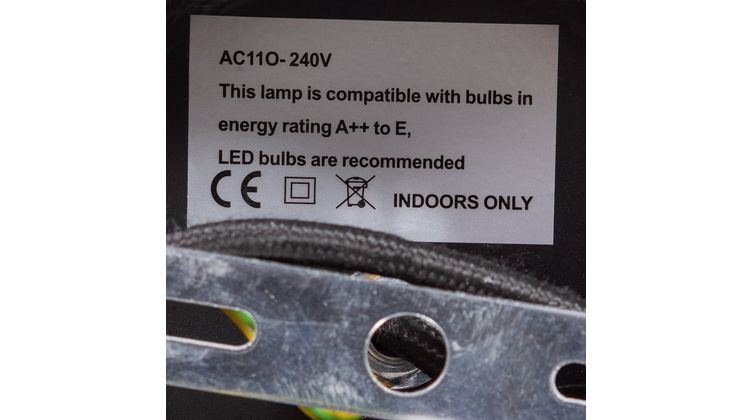 AC11O- 240V
This lamp is compatible with bulbs in
energy rating A++ to E,
LED bulbs are recommended
CE INDOORS ONLY